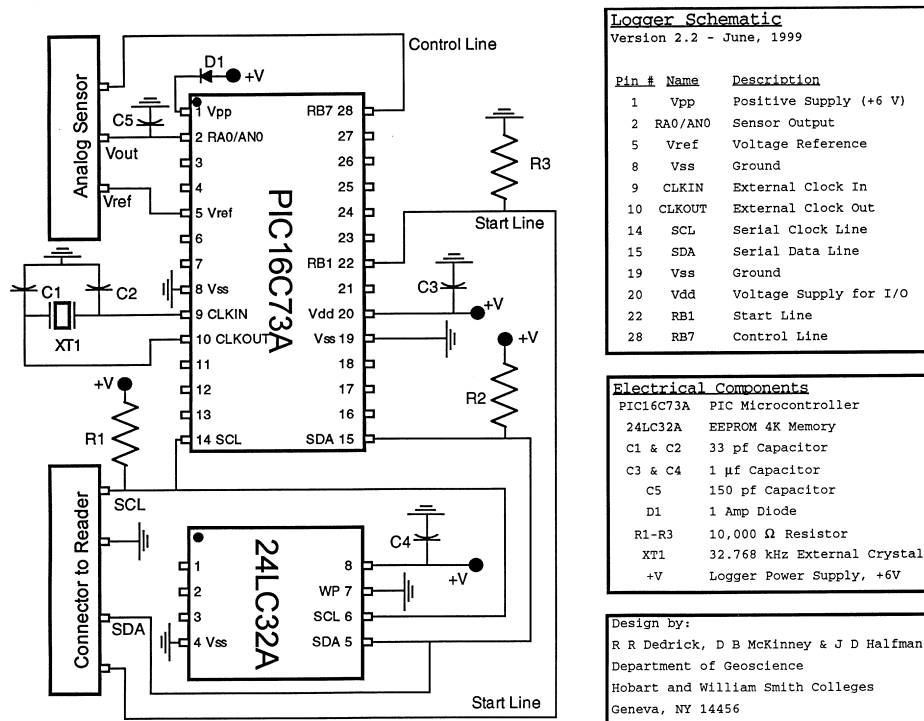 Control Line
D1
+V
Analog Sensor
C5
Vout
Vref
1 Vpp
2 RA0/AN0
3
4
5 Vref
6
7
8 Vss
9 CLKIN
10 CLKOUT
11
12
13
14 SCL
PIC16C73A
RB7 28
27
26
25
24
23
RB1 22
21
Vdd 20
Vss 19
18
17
16
SDA 15
R3
Start Line
C3
+V
+V
R2
C1
C2
XT1
+V
R1
Connector to Reader
SCL
SDA
24LC32A
1
2
3
4 Vss
8
WP 7
SCL 6
SDA 5
C4
+V
Start Line
Logger Schematic
Version 2.2 - June, 1999
Pin # Name Description
1 Vpp Positive Supply (+6 V)
2 RA0/AN0 Sensor Output
5 Vref Voltage Reference
8 Vss Ground
9 CLKIN External Clock In
10 CLKOUT External Clock Out
14 SCL Serial Clock Line
15 SDA Serial Data Line
19 Vss Ground
20 Vdd Voltage Supply for I/O
22 RB1 Start Line
28 RB7 Control Line
Electrical Components
PIC16C73A PIC Microcontroller
24LC32A EEPROM 4K Memory
C1 & C2 33 pf Capacitor
C3 & C4 1 µf Capacitor
C5 150 pf Capacitor
D1 1 Amp Diode
R1-R3 10,000 Ω Resistor
XT1 32.768 kHz External Crystal
+V Logger Power Supply, +6V
Design by:
R R Dedrick, D B McKinney & J D Halfman
Department of Geoscience
Hobart and William Smith Colleges
Geneva, NY 14456